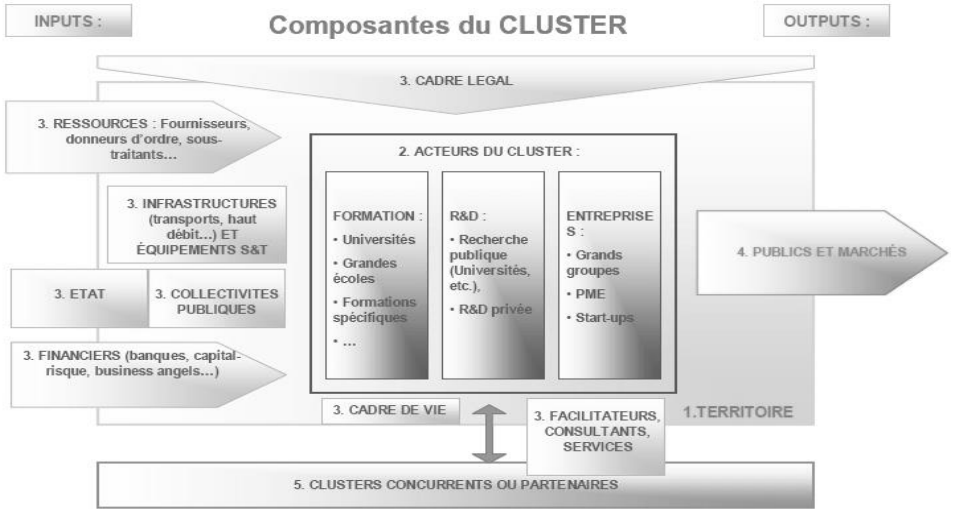 INPUTS :
Composantes du CLUSTER
OUTPUTS :
3. CADRE LEGAL
3. RESSOURCES : Fournisseurs,
donneurs d'ordre, sous-
traitants…
2. ACTEURS DU CLUSTER :
3. INFRASTRUCTURES
(transports, haut
débit…) ET
ÉQUIPEMENTS S&T
FORMATION :
• Universités
• Grandes
écoles
• Formations
spécifiques
• …
R&D :
• Recherche
publique
(Universités,
etc.),
• R&D privée
ENTREPRISE
S :
• Grands
groupes
• PME
• Start-ups
4. PUBLICS ET MARCHÉS
3. ETAT
3. COLLECTIVITES
PUBLIQUES
3. FINANCIERS (banques, capital-
risque, business angels…)
3. CADRE DE VIE
3. FACILITATEURS,
CONSULTANTS,
SERVICES
1.TERRITOIRE
5. CLUSTERS CONCURRENTS OU PARTENAIRES